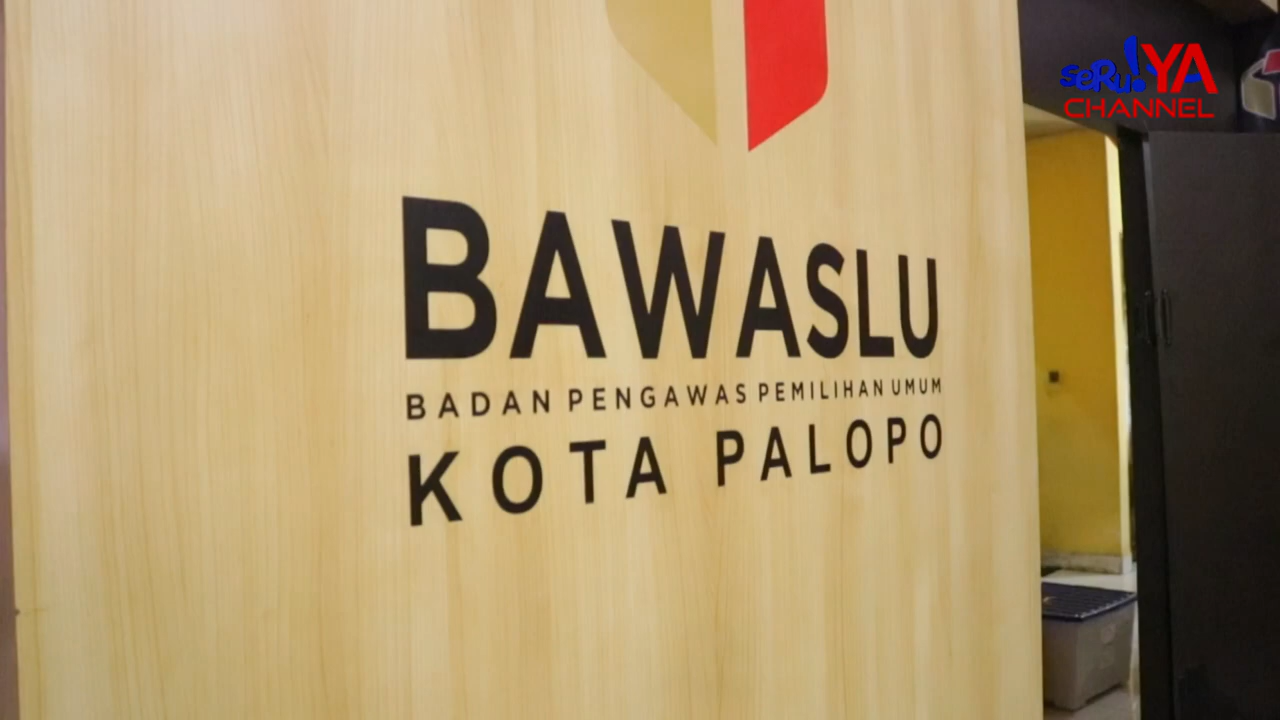 seRu!YA
CHANNEL
BAWASLU
BADAN PENGAWAS PEMILIHAN UMUM
KOTA PALOPO